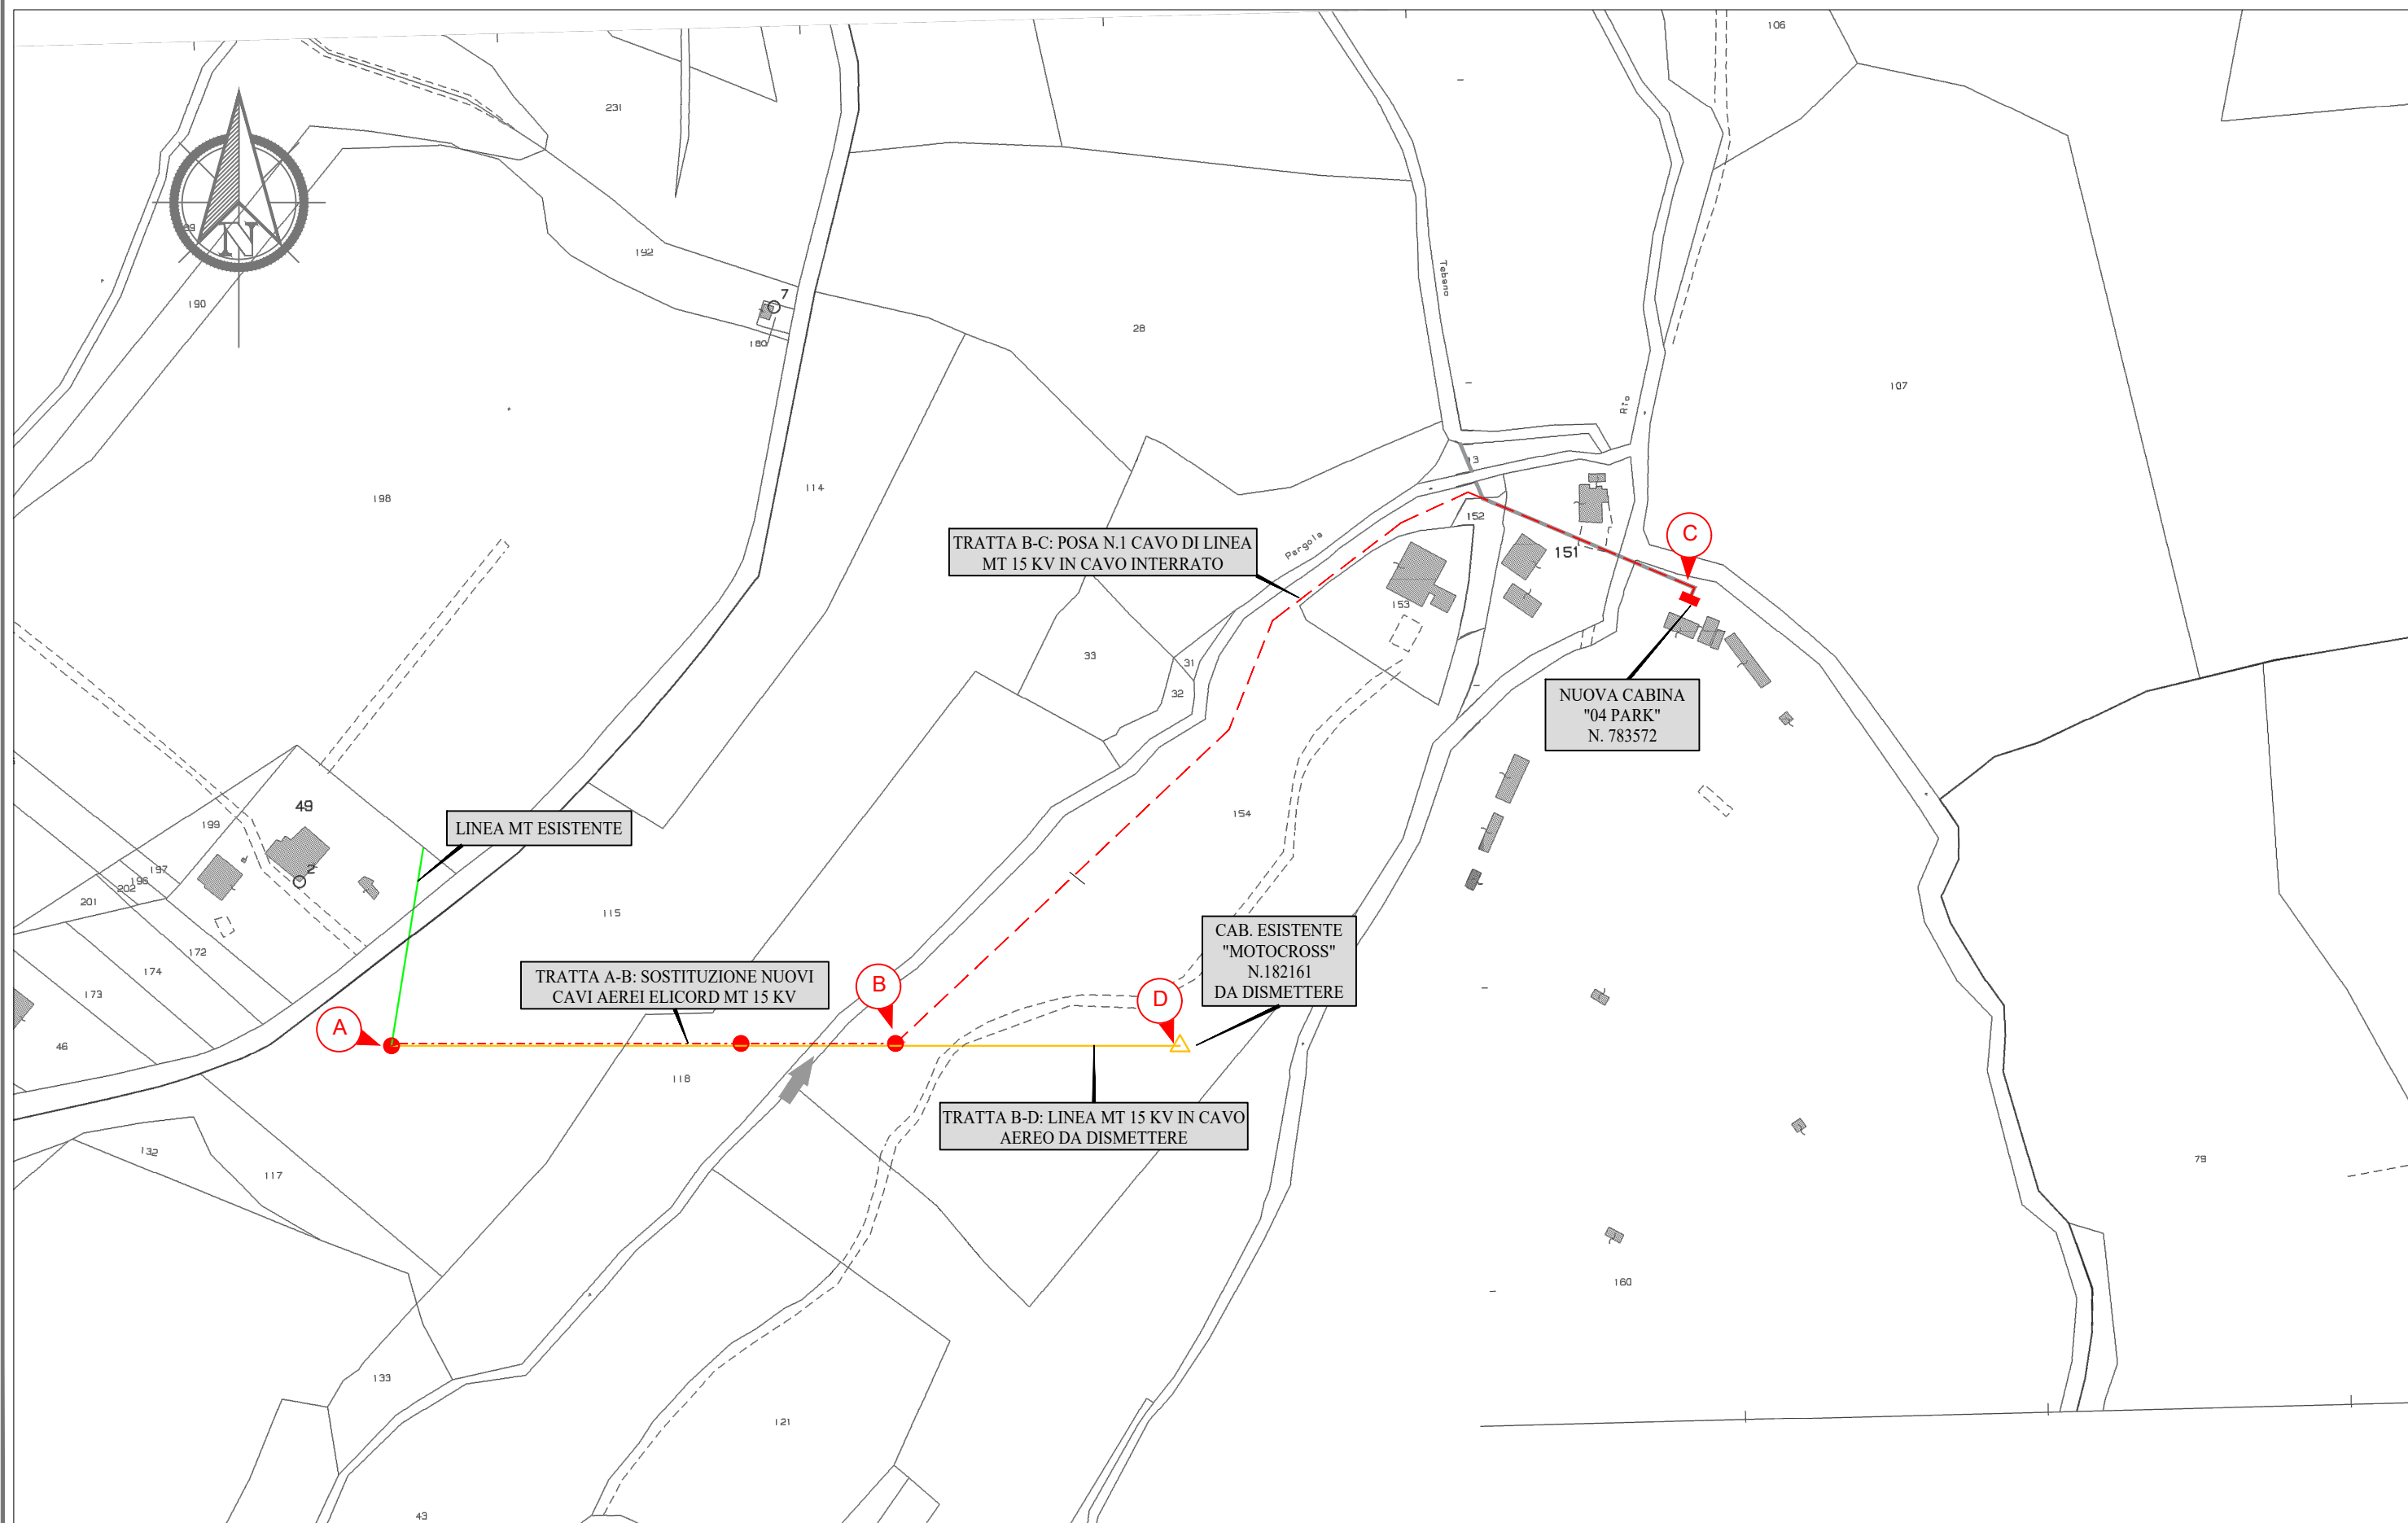 106
231
N
192
190
7
180
28
Tebano
107
Rio
198
114
13
152
TRATTA B-C: POSA N.1 CAVO DI LINEA
MT 15 KV IN CAVO INTERRATO
Pergola
C
151
153
33
31
32
NUOVA CABINA
"04 PARK"
N. 783572
49
199
LINEA MT ESISTENTE
154
2
197
196
202
201
115
172
174
173
CAB. ESISTENTE
"MOTOCROSS"
N.182161
DA DISMETTERE
TRATTA A-B: SOSTITUZIONE NUOVI
CAVI AEREI ELICORD MT 15 KV
B
D
A
46
118
TRATTA B-D: LINEA MT 15 KV IN CAVO
AEREO DA DISMETTERE
132
117
79
160
133
121
43